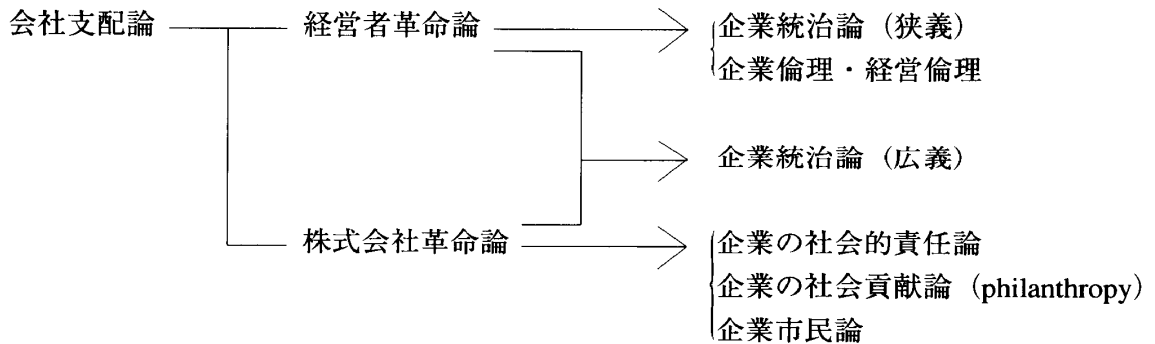 会社支配論 経営者革命論 企業統治論（狭義）
企業倫理・経営倫理
企業統治論（広義）
株式会社革命論 企業の社会的責任論
企業の社会貢献論（philanthropy）
企業市民論